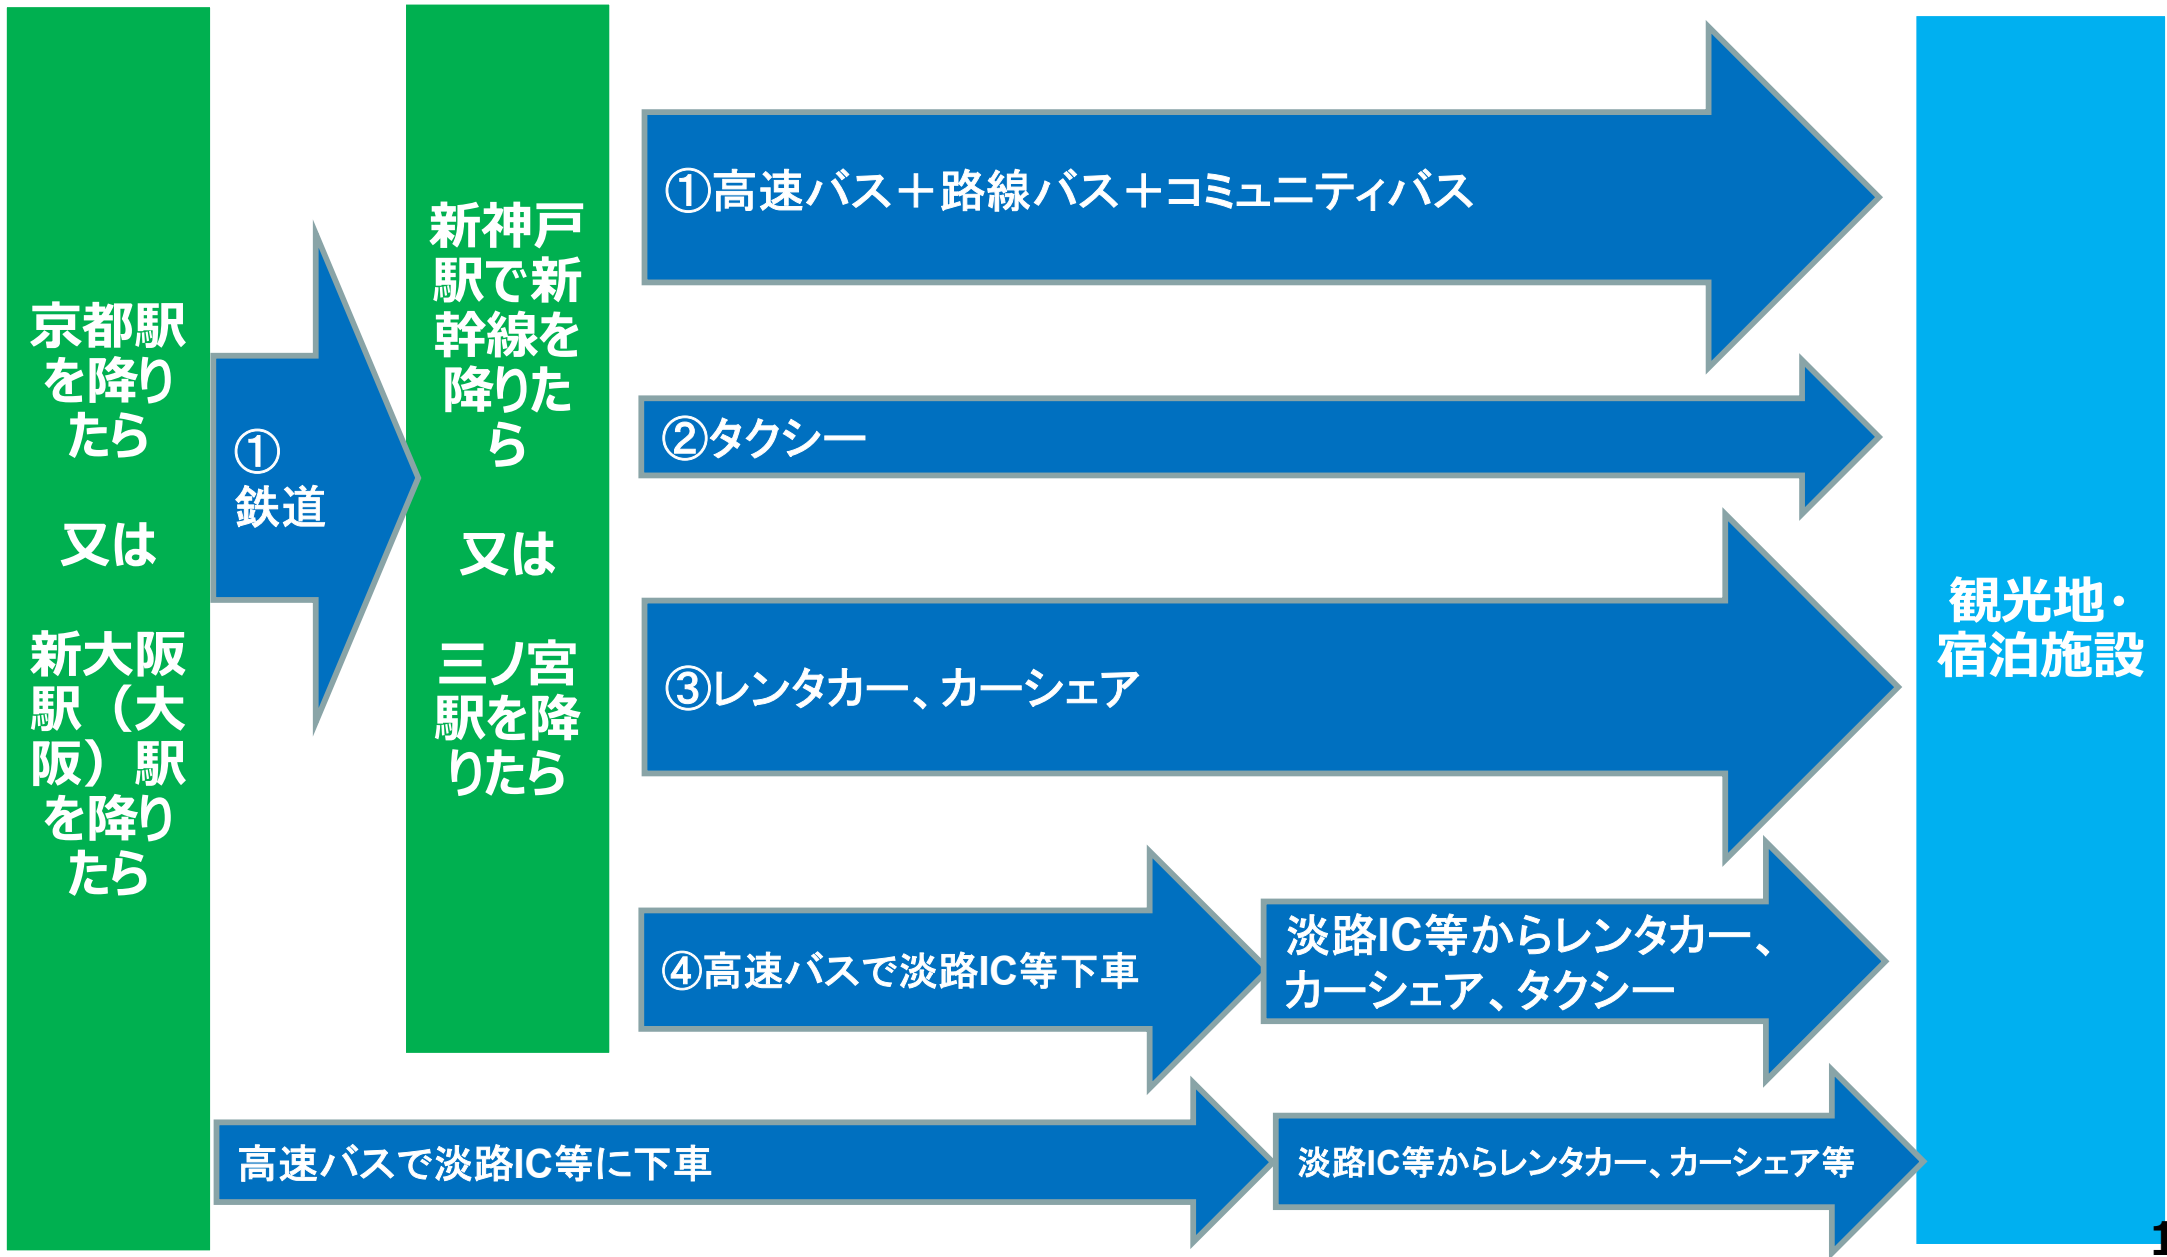 京都駅
を降り
たら
又は
新大阪
駅（大
阪）駅
を降り
たら
①
鉄道
新神戸
駅で新
幹線を
降りた
ら
又は
三ノ宮
駅を降
りたら
①高速バス＋路線バス＋コミュニティバス
②タクシー
③レンタカー、カーシェア
④高速バスで淡路IC等下車
淡路IC等からレンタカー、
カーシェア、タクシー
高速バスで淡路IC等に下車
淡路IC等からレンタカー、カーシェア等
観光地・
宿泊施設
1